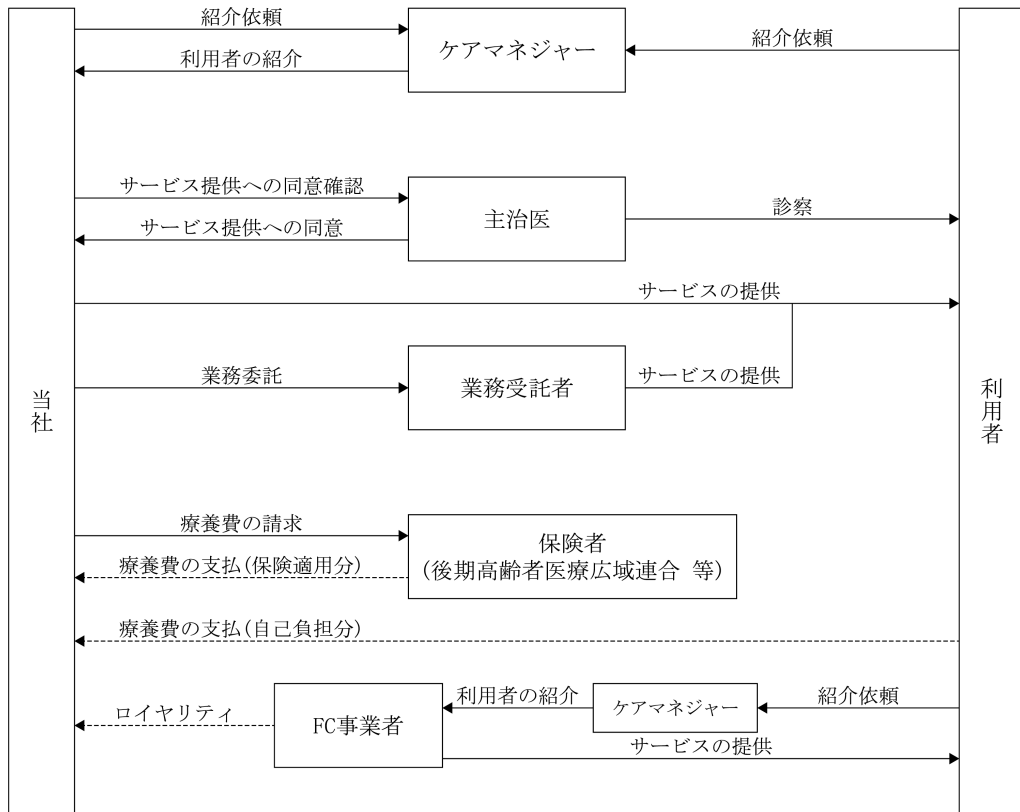 紹介依頼
ケアマネジャー
紹介依頼
利用者の紹介
サービス提供への同意確認
主治医
診察
サービス提供への同意
サービスの提供
業務委託
業務受託者
サービスの提供
当社
利用者
療養費の請求
保険者
(後期高齢者医療広域連合 等)
療養費の支払(保険適用分)
療養費の支払(自己負担分)
利用者の紹介
ケアマネジャー
紹介依頼
ロイヤリティ
FC事業者
サービスの提供